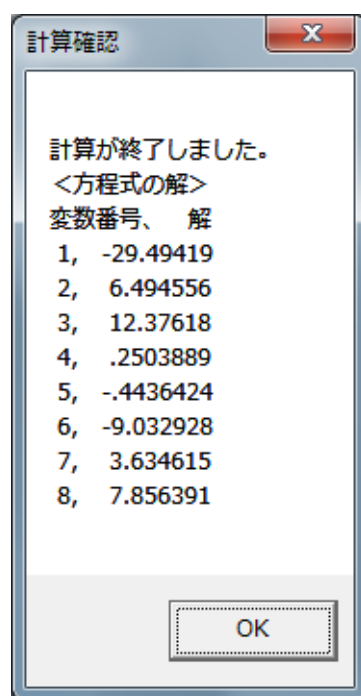 計算確認
計算が終了しました。
<方程式の解>
変数番号、 解
1, -29.49419
2, 6.494556
3, 12.37618
4, .2503889
5, -.4436424
6, -9.032928
7, 3.634615
8, 7.856391
OK